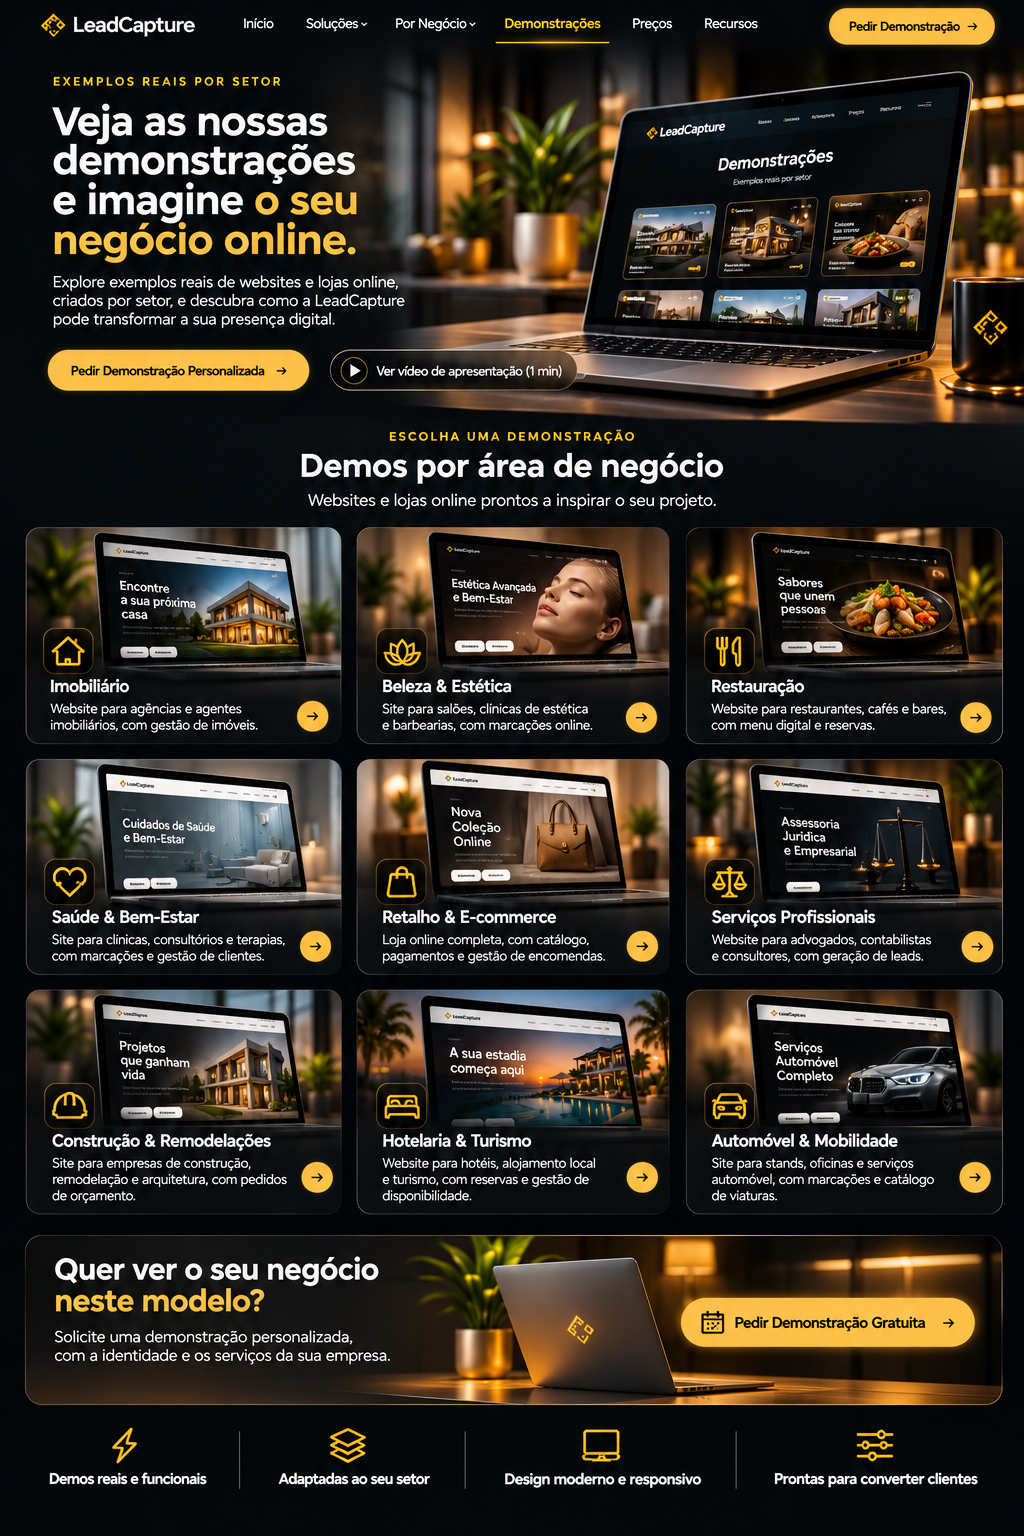 LeadCapture
Início
Soluções
Por Negócio
Demonstrações
Preços
Recursos
Pedir Demonstração →
EXEMPLOS REAIS POR SETOR
Veja as nossas
demonstrações
e imagine o seu
negócio online.
Explore exemplos reais de websites e lojas online,
criados por setor, e descubra como a LeadCapture
pode transformar a sua presença digital.
Pedir Demonstração Personalizada →
Ver vídeo de apresentação (1 min)
LeadCapture
Demonstrações
Exemplos reais por setor
ESCOLHA UMA DEMONSTRAÇÃO
Demos por área de negócio
Websites e lojas online prontos a inspirar o seu projeto.
LeadCapture
Encontre
a sua próxima
casa
Imobiliário
Website para agências e agentes
imobiliários, com gestão de imóveis.
LeadCapture
Estética Avançada
e Bem-Estar
Beleza & Estética
Site para salões, clínicas de estética
e barbearias, com marcações online.
LeadCapture
Sabores
que unem
pessoas
Restauração
Website para restaurantes, cafés e bares,
com menu digital e reservas.
LeadCapture
Cuidados de Saúde
e Bem-Estar
Saúde & Bem-Estar
Site para clínicas, consultórios e terapias,
com marcações e gestão de clientes.
LeadCapture
Nova
Coleção
Online
Retalho & E-commerce
Loja online completa, com catálogo,
pagamentos e gestão de encomendas.
LeadCapture
Assessoria
Jurídica
e Empresarial
Serviços Profissionais
Website para advogados, contabilistas
e consultores, com geração de leads.
Projetos
que ganham
vida
Construção & Remodelações
Site para empresas de construção,
remodelação e arquitetura, com pedidos
de orçamento.
LeadCapture
A sua estadia
começa aqui
Hotelaria & Turismo
Website para hotéis, alojamento local
e turismo, com reservas e gestão de
disponibilidade.
LeadCapture
Serviços
Automóvel
Completo
Automóvel & Mobilidade
Site para stands, oficinas e serviços
automóvel, com marcações e catálogo
de viaturas.
Quer ver o seu negócio
neste modelo?
Solicite uma demonstração personalizada,
com a identidade e os serviços da sua empresa.
Pedir Demonstração Gratuita →
Demos reais e funcionais
Adaptadas ao seu setor
Design moderno e responsivo
Prontas para converter clientes